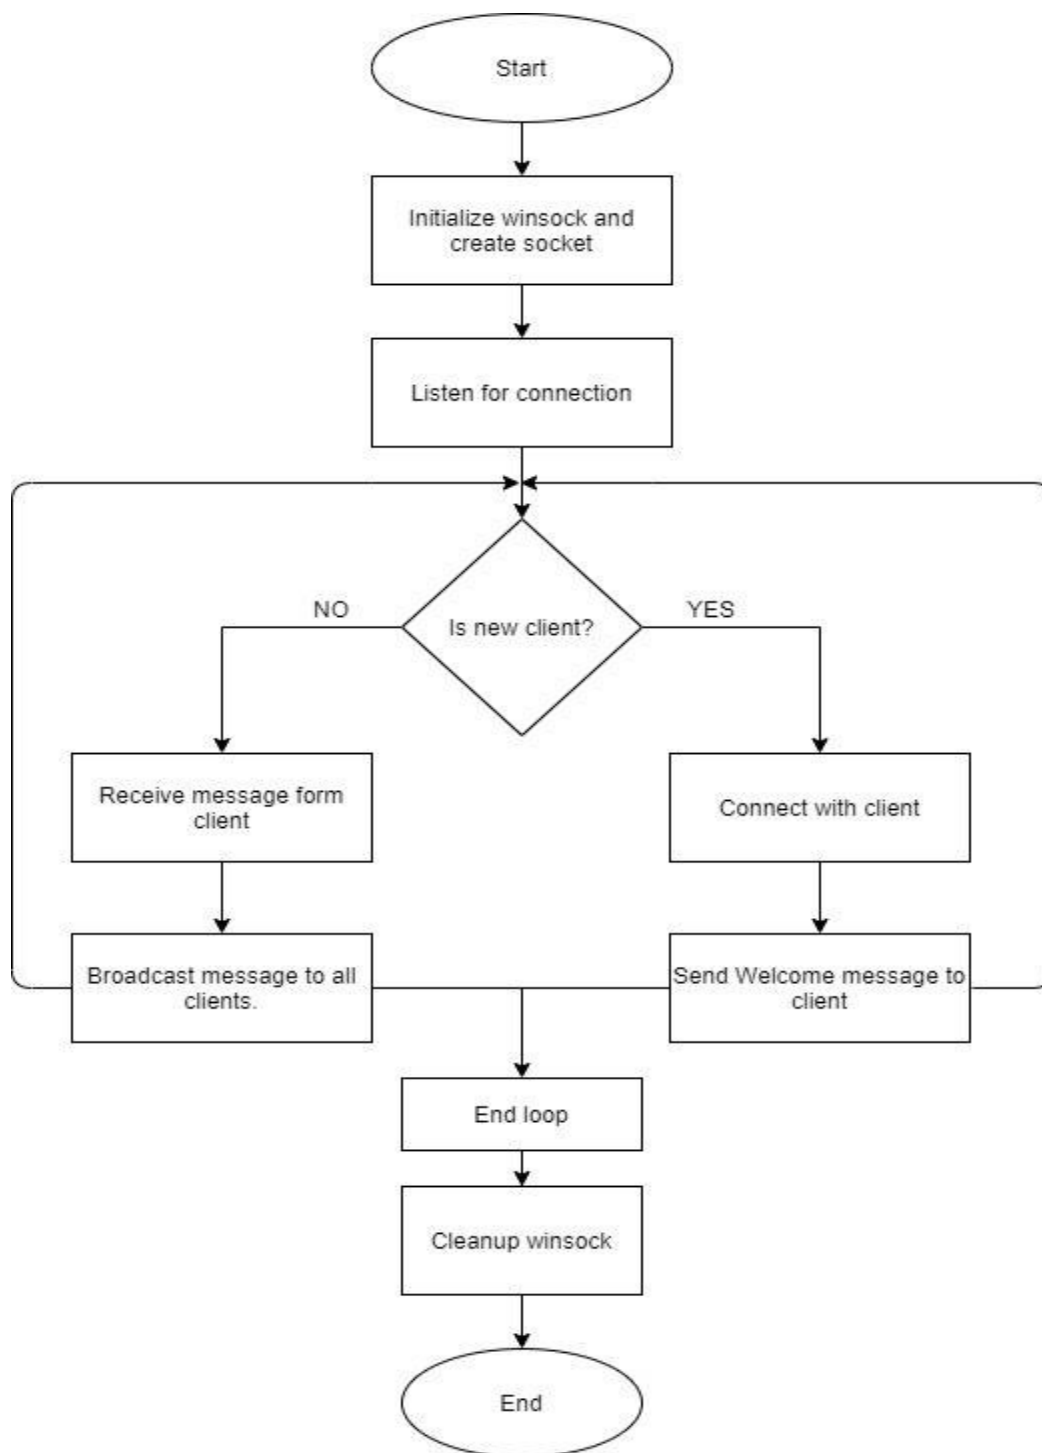 Start
Initialize winsock and
create socket
Listen for connection
Is new client?
NO
YES
Receive message form
client
Connect with client
Broadcast message to all
clients.
Send Welcome message to
client
End loop
Cleanup winsock
End